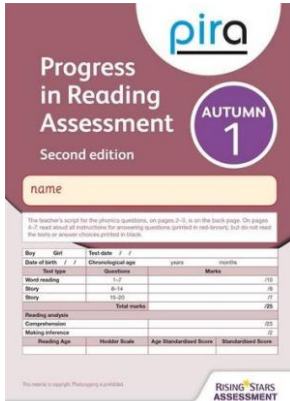 pira
Progress
in Reading
Assessment
Second edition
AUTUMN
1
name
The teacher's script for the phonics questions, on pages 2–3, is on the back page. On pages
4–7, read aloud all instructions for answering questions (printed in red-brown), but do not read
the texts or answer choices printed in black.
Boy Girl Test date / /
Date of birth / / Chronological age years months
Test type Questions Marks
Word reading 1–7 /10
Story 8–14 /8
Story 15–20 /7
Total marks /25
Reading analysis
Comprehension /23
Making inference /2
Reading Age Hodder Scale Age Standardised Score Standardised Score
This material is copyright. Photocopying is prohibited.
RISING STARS
ASSESSMENT